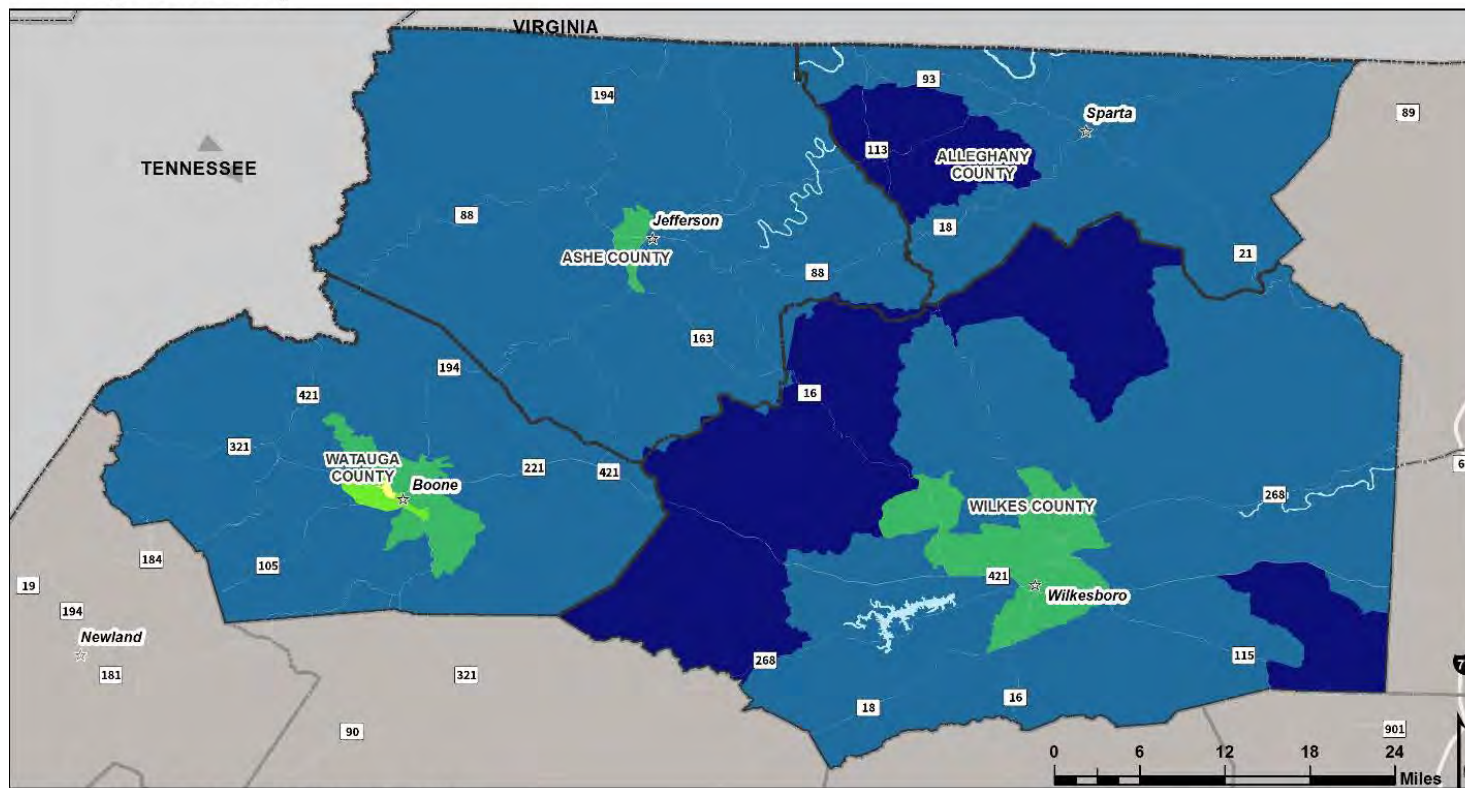 VIRGINIA
93
194
89
Sparta
113
TENNESSEE
ALLEGHANY
COUNTY
88
Jefferson
18
ASHE COUNTY
21
88
163
194
421
16
321
WATAUGA
COUNTY
221
421
Boone
268
WILKES COUNTY
184
105
19
421
Wilkesboro
194
Newland
181
268
115
321
16
18
90
901
0 6 12 18 24
Miles